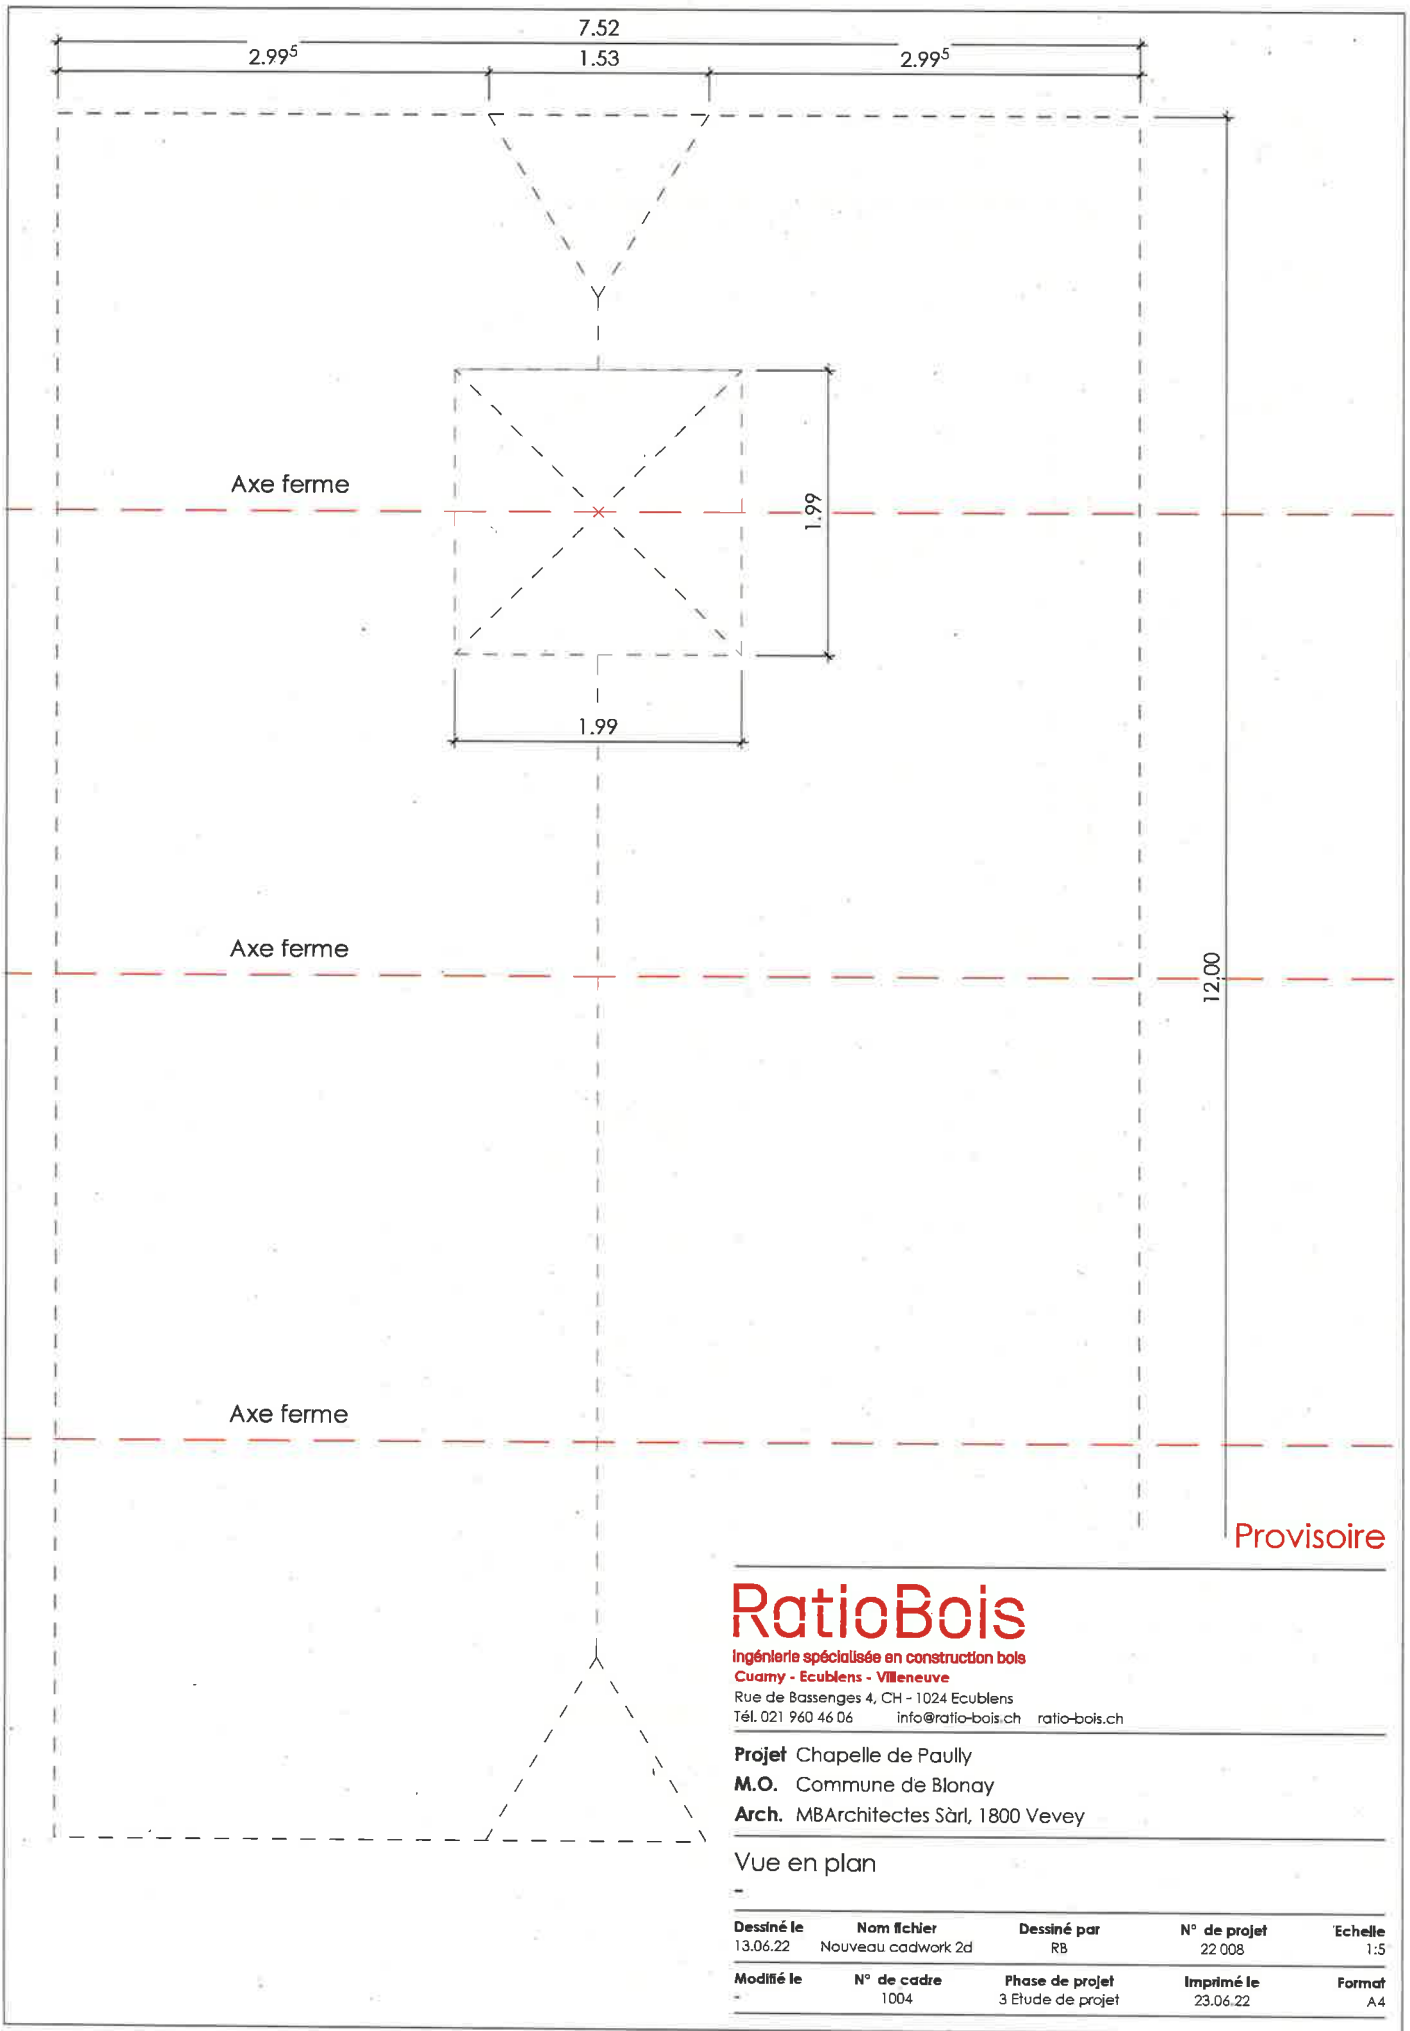 7.52
2.99⁵ 1.53 2.99⁵
Axe ferme
1.99
1.99
Axe ferme
12.00
Axe ferme
Provisoire
RatioBois
Ingénierie spécialisée en construction bois
Cuarny - Ecublens - Villeneuve
Rue de Bassenges 4, CH - 1024 Ecublens
Tél. 021 960 46 06 info@ratio-bois.ch ratio-bois.ch
Projet Chapelle de Paully
M.O. Commune de Blonay
Arch. MBArchitectes Sàrl, 1800 Vevey
Vue en plan
-
Dessiné le Nom fichier Dessiné par N° de projet Echelle
13.06.22 Nouveau cadwork 2d RB 22 008 1:5
Modifié le N° de cadre Phase de projet Imprimé le Format
- 1004 3 Etude de projet 23.06.22 A4